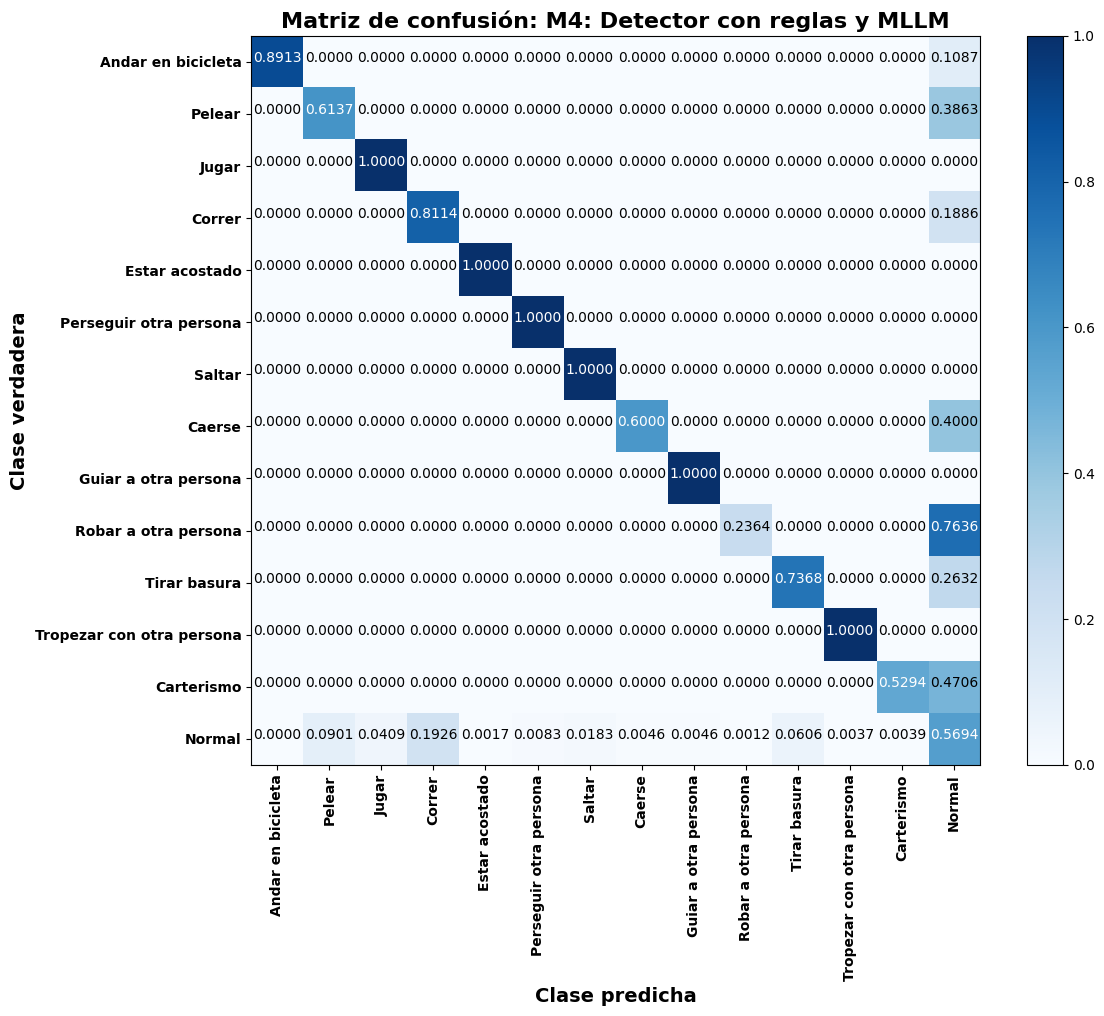 Matriz de confusión: M4: Detector con reglas y MLLM
Clase verdadera
Andar en bicicleta 0.8913 0.0000 0.0000 0.0000 0.0000 0.0000 0.0000 0.0000 0.0000 0.0000 0.0000 0.0000 0.0000 0.1087
Pelear 0.0000 0.6137 0.0000 0.0000 0.0000 0.0000 0.0000 0.0000 0.0000 0.0000 0.0000 0.0000 0.0000 0.3863
Jugar 0.0000 0.0000 1.0000 0.0000 0.0000 0.0000 0.0000 0.0000 0.0000 0.0000 0.0000 0.0000 0.0000 0.0000
Correr 0.0000 0.0000 0.0000 0.8114 0.0000 0.0000 0.0000 0.0000 0.0000 0.0000 0.0000 0.0000 0.0000 0.1886
Estar acostado 0.0000 0.0000 0.0000 0.0000 1.0000 0.0000 0.0000 0.0000 0.0000 0.0000 0.0000 0.0000 0.0000 0.0000
Perseguir otra persona 0.0000 0.0000 0.0000 0.0000 0.0000 1.0000 0.0000 0.0000 0.0000 0.0000 0.0000 0.0000 0.0000 0.0000
Saltar 0.0000 0.0000 0.0000 0.0000 0.0000 0.0000 1.0000 0.0000 0.0000 0.0000 0.0000 0.0000 0.0000 0.0000
Caerse 0.0000 0.0000 0.0000 0.0000 0.0000 0.0000 0.0000 0.6000 0.0000 0.0000 0.0000 0.0000 0.0000 0.4000
Guiar a otra persona 0.0000 0.0000 0.0000 0.0000 0.0000 0.0000 0.0000 0.0000 1.0000 0.0000 0.0000 0.0000 0.0000 0.0000
Robar a otra persona 0.0000 0.0000 0.0000 0.0000 0.0000 0.0000 0.0000 0.0000 0.0000 0.2364 0.0000 0.0000 0.0000 0.7636
Tirar basura 0.0000 0.0000 0.0000 0.0000 0.0000 0.0000 0.0000 0.0000 0.0000 0.0000 0.7368 0.0000 0.0000 0.2632
Tropezar con otra persona 0.0000 0.0000 0.0000 0.0000 0.0000 0.0000 0.0000 0.0000 0.0000 0.0000 0.0000 1.0000 0.0000 0.0000
Carterismo 0.0000 0.0000 0.0000 0.0000 0.0000 0.0000 0.0000 0.0000 0.0000 0.0000 0.0000 0.0000 0.5294 0.4706
Normal 0.0000 0.0901 0.0409 0.1926 0.0017 0.0083 0.0183 0.0046 0.0046 0.0012 0.0606 0.0037 0.0039 0.5694
Andar en bicicleta
Pelear
Jugar
Correr
Estar acostado
Perseguir otra persona
Saltar
Caerse
Guiar a otra persona
Robar a otra persona
Tirar basura
Tropezar con otra persona
Carterismo
Normal
Clase predicha
1.0
0.8
0.6
0.4
0.2
0.0